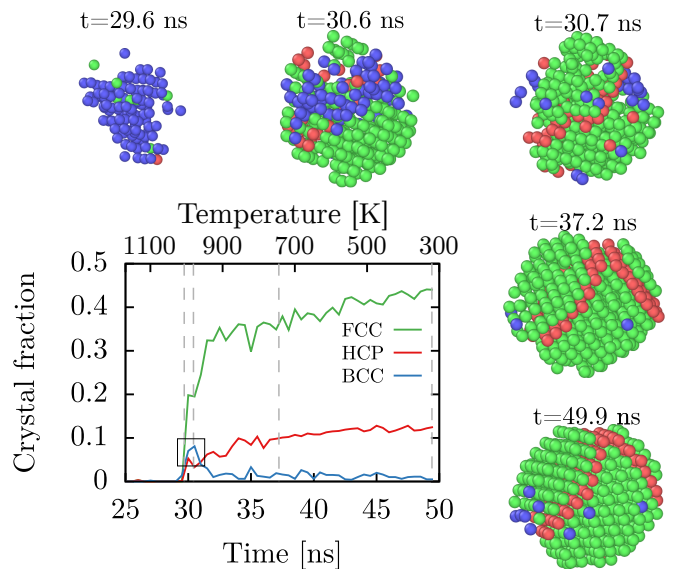 t=29.6 ns
t=30.6 ns
t=30.7 ns
Temperature [K]
1100 900 700 500 300
t=37.2 ns
Crystal fraction
0.5
0.4
0.3
0.2
0.1
0
FCC
HCP
BCC
t=49.9 ns
25 30 35 40 45 50
Time [ns]